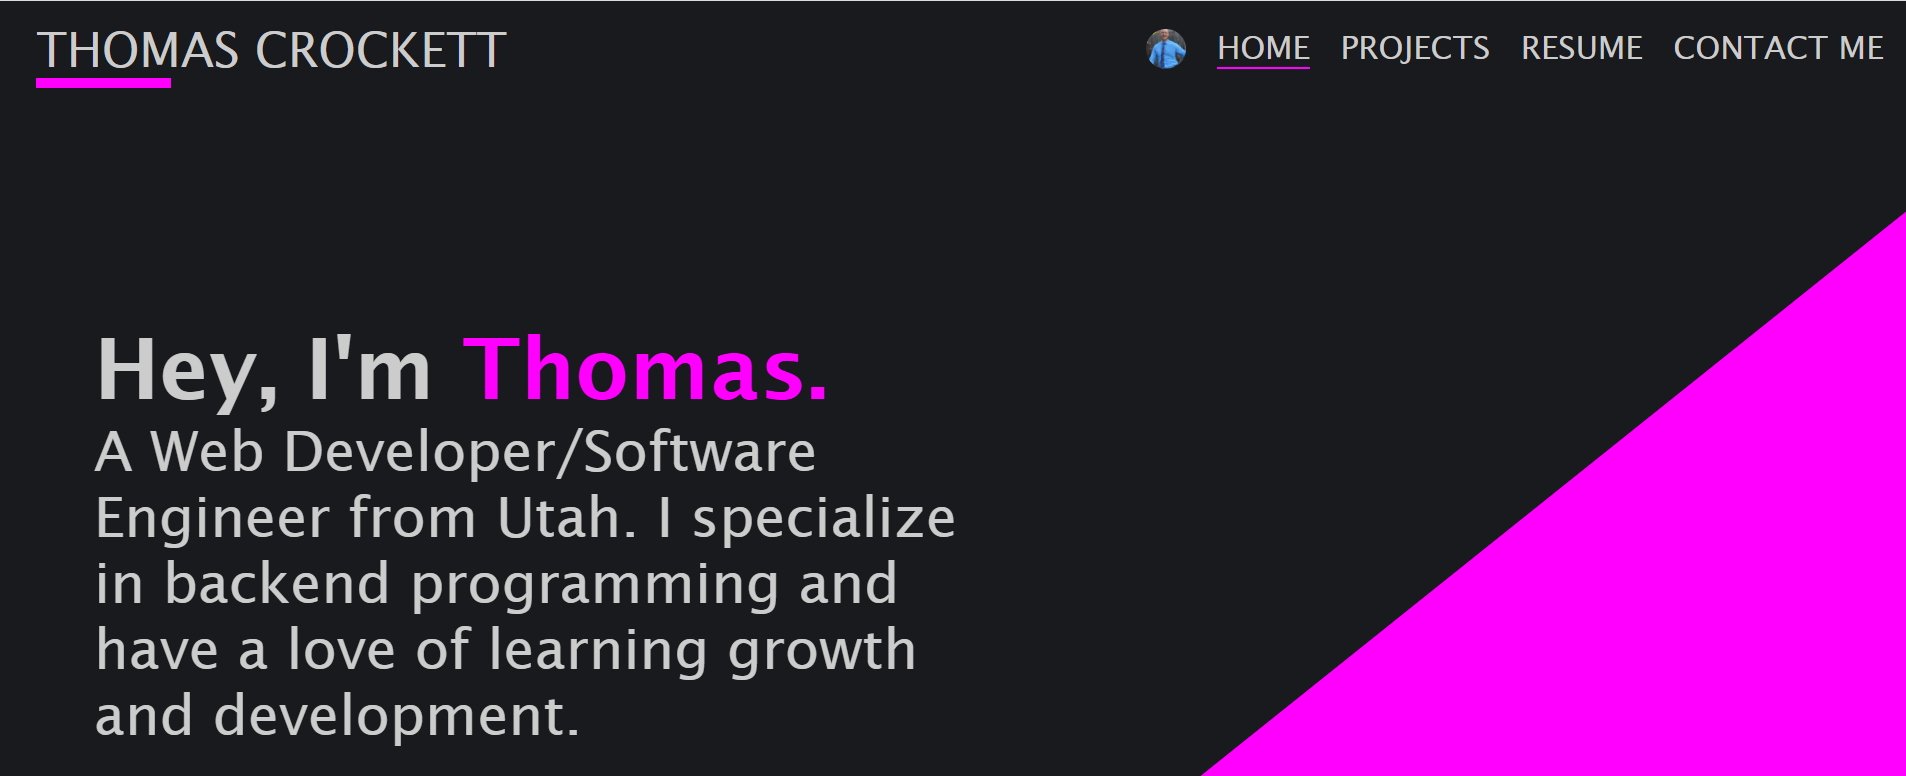 THOMAS CROCKETT
HOME PROJECTS RESUME CONTACT ME
Hey, I'm Thomas.
A Web Developer/Software
Engineer from Utah. I specialize
in backend programming and
have a love of learning growth
and development.